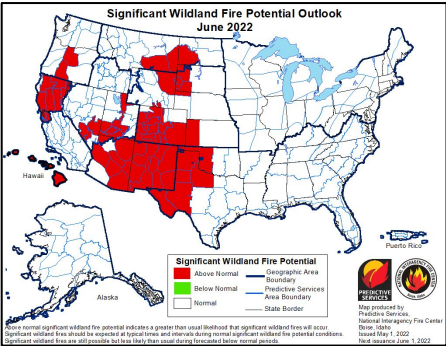 Significant Wildland Fire Potential Outlook
June 2022
Hawaii
Alaska
Puerto Rico
Significant Wildland Fire Potential
Above Normal
Below Normal
Normal
Geographic Area
Boundary
Predictive Services
Area Boundary
State Border
PREDICTIVE
SERVICES
Map produced by
Predictive Services,
National Interagency Fire Center
Boise, Idaho
Issued May 1, 2022
Next issuance June 1, 2022
Above normal significant wildland fire potential indicates a greater than usual likelihood that significant wildland fires will occur.
Significant wildland fires should be expected at typical times and intervals during normal significant wildland fire potential conditions.
Significant wildland fires are still possible but less likely than usual during forecasted below normal periods.